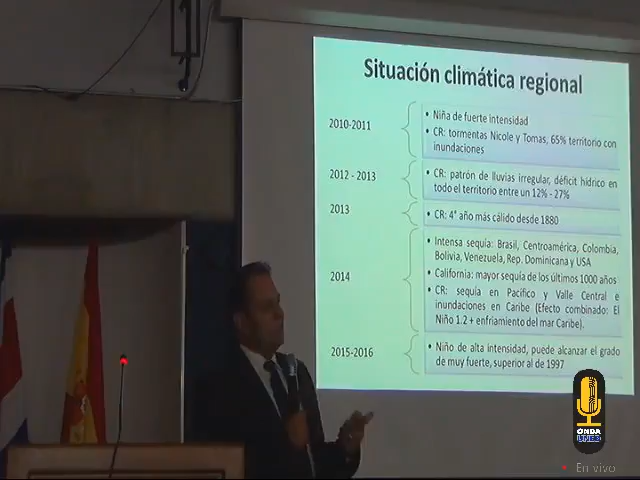 Situación climática regional
2010-2011
• Niña de fuerte intensidad
• CR: tormentas Nicole y Tomas, 65% territorio con
inundaciones
2012 - 2013
• CR: patrón de lluvias irregular, déficit hídrico en
todo el territorio entre un 12% - 27%
2013
• CR: 4° año más cálido desde 1880
2014
• Intensa sequía: Brasil, Centroamérica, Colombia,
Bolivia, Venezuela, Rep. Dominicana y USA
• California: mayor sequía de los últimos 1000 años
• CR: sequía en Pacífico y Valle Central e
inundaciones en Caribe (Efecto combinado: El
Niño 1.2 + enfriamiento del mar Caribe).
2015-2016
• Niño de alta intensidad, puede alcanzar el grado
de muy fuerte, superior al de 1997
ONDA
UNED
En vivo